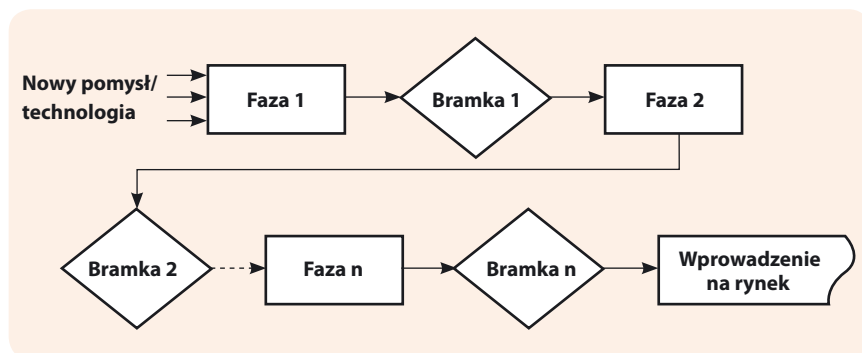 Nowy pomysł/
technologia
Faza 1
Bramka 1
Faza 2
Bramka 2
Faza n
Bramka n
Wprowadzenie
na rynek